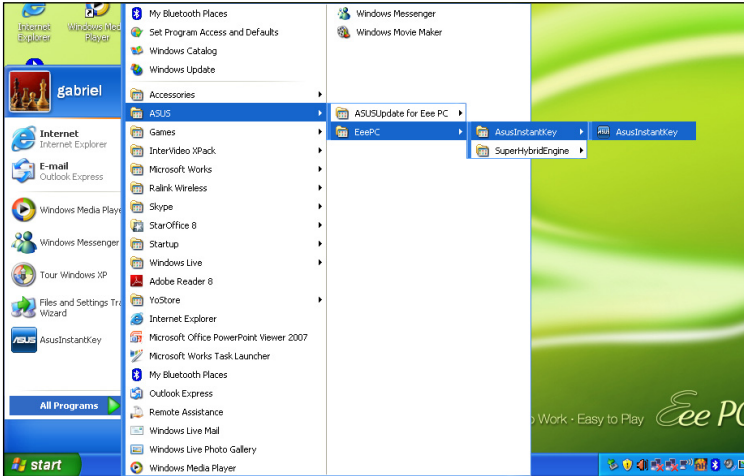 Internet
Explorer
Windows Med
Player
gabriel
Internet
Internet Explorer
E-mail
Outlook Express
Windows Media Playe
Windows Messenger
Tour Windows XP
Files and Settings Tra
Wizard
AsusInstantKey
All Programs
start
My Bluetooth Places
Set Program Access and Defaults
Windows Catalog
Windows Update
Accessories
ASUS
Games
InterVideo XPack
Microsoft Works
Ralink Wireless
Skype
StarOffice 8
Startup
Windows Live
Adobe Reader 8
YoStore
Internet Explorer
Microsoft Office PowerPoint Viewer 2007
Microsoft Works Task Launcher
My Bluetooth Places
Outlook Express
Remote Assistance
Windows Live Mail
Windows Live Photo Gallery
Windows Media Player
Windows Messenger
Windows Movie Maker
ASUSUpdate for Eee PC
EeePC
AsusInstantKey
SuperHybridEngine
AsusInstantKey
Work - Easy to Play
Eee PC